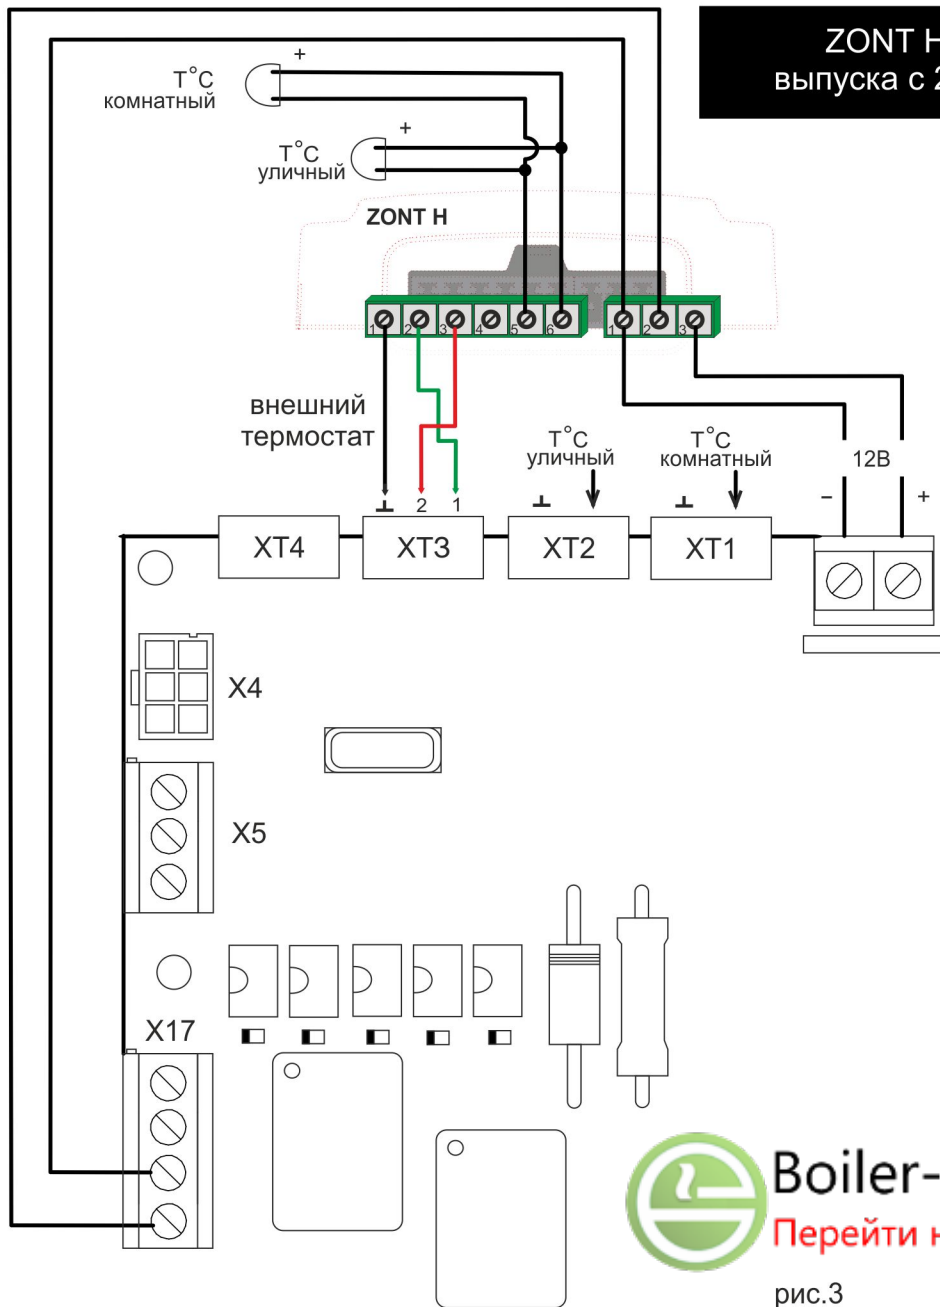 ZONT H
выпуска с 2
+
T°C
комнатный
+
T°C
уличный
ZONT H
1 2 3 4 5 6
1 2 3
внешний
термостат
T°C
уличный
T°C
комнатный
12В
2 1
– +
XT4
XT3
XT2
XT1
X4
X5
X17
Boiler-
Перейти н
рис.3